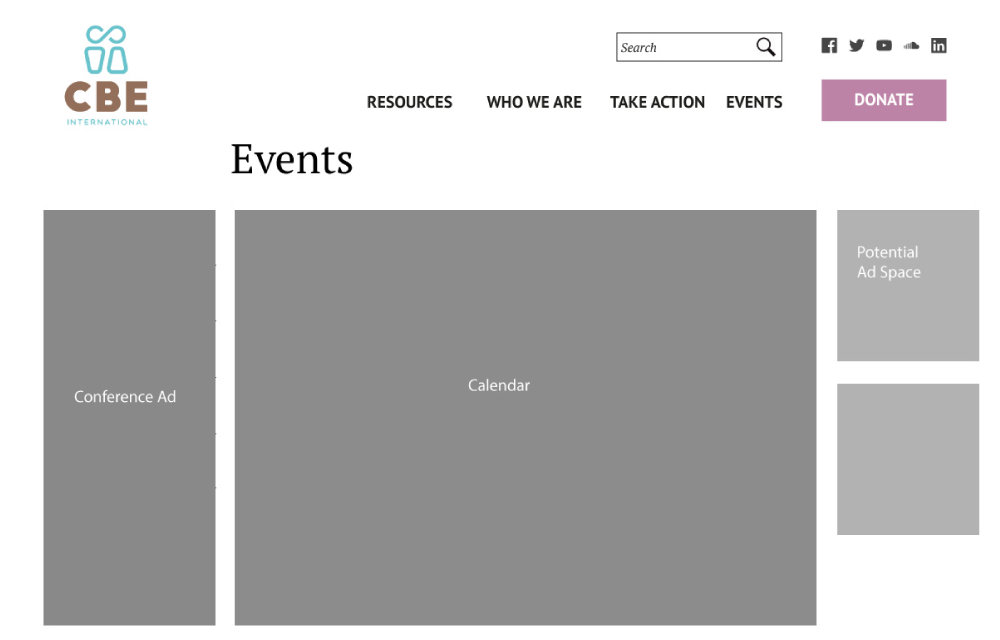 CBE
INTERNATIONAL
Search
RESOURCES
WHO WE ARE
TAKE ACTION
EVENTS
DONATE
Events
Conference Ad
Calendar
Potential
Ad Space